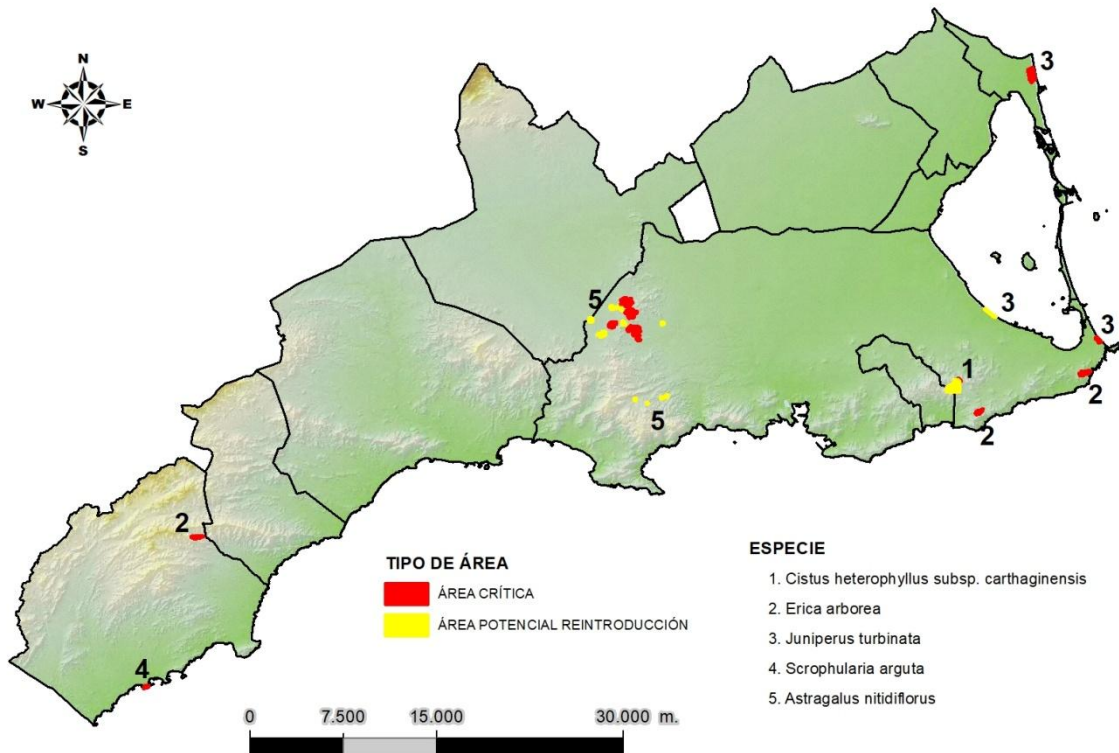 N
W E
S
3
5
3
3
1
2
5
2
2
4
TIPO DE ÁREA
ÁREA CRÍTICA
ÁREA POTENCIAL REINTRODUCCIÓN
ESPECIE
1. Cistus heterophyllus subsp. carthaginensis
2. Erica arborea
3. Juniperus turbinata
4. Scrophularia arguta
5. Astragalus nitidiflorus
0 7.500 15.000 30.000 m.